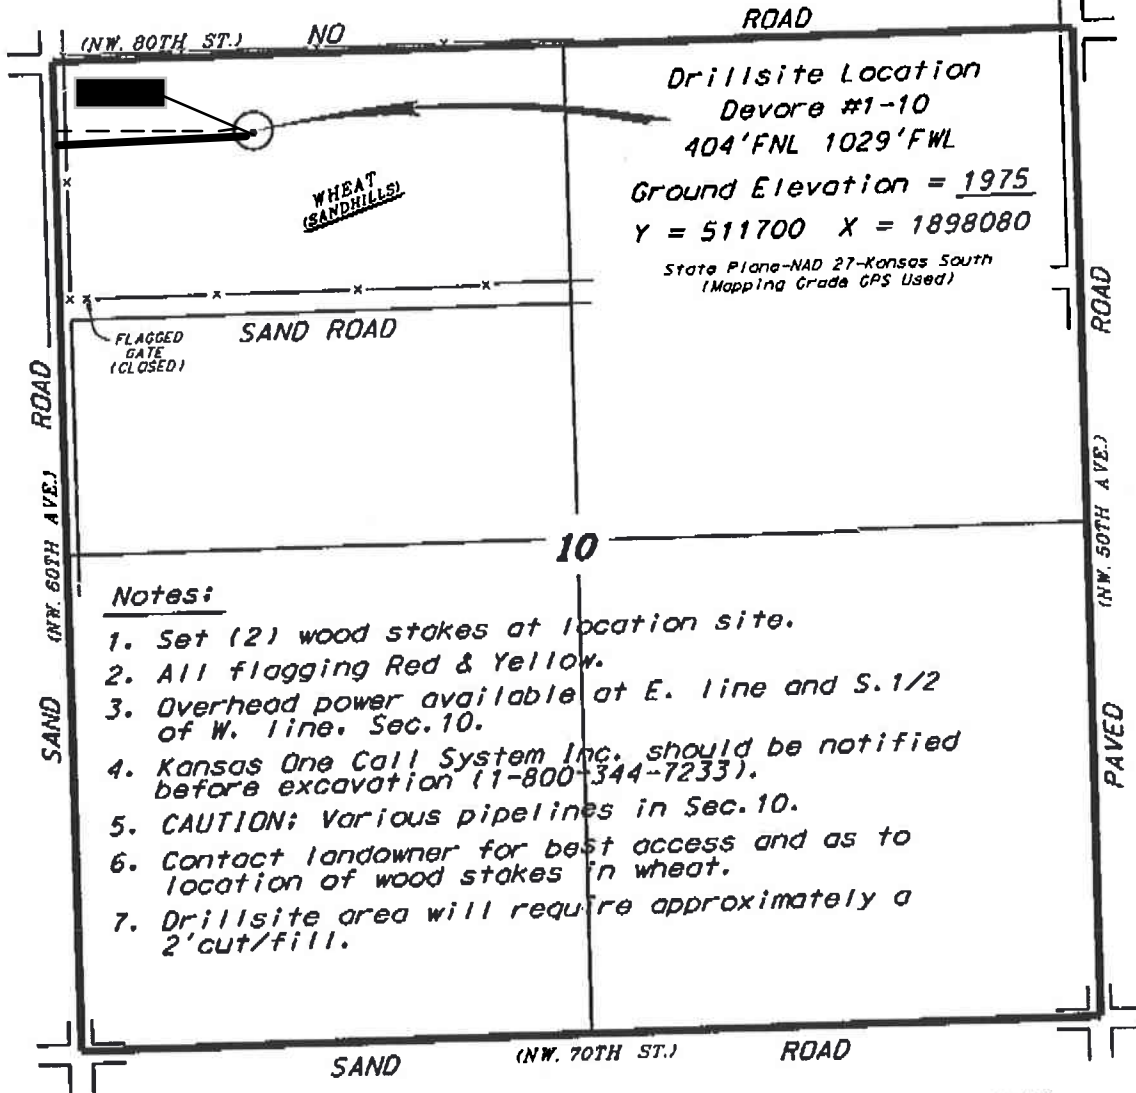 (NW. 80TH ST.) NO ROAD
Drillsite Location
Devore #1-10
404'FNL 1029'FWL
Ground Elevation = 1975
Y = 511700 X = 1898080
State Plane-NAD 27-Kansas South
(Mapping Grade GPS Used)
WHEAT
(SANDHILLS)
SAND ROAD
FLAGGED
GATE
(CLOSED)
SAND (NW. 60TH AVE.) ROAD
PAVED (NW. 50TH AVE.) ROAD
10
Notes:
1. Set (2) wood stakes at location site.
2. All flagging Red & Yellow.
3. Overhead power available at E. line and S.1/2
of W. line. Sec.10.
4. Kansas One Call System Inc. should be notified
before excavation (1-800-344-7233).
5. CAUTION: Various pipelines in Sec.10.
6. Contact landowner for best access and as to
location of wood stakes in wheat.
7. Drillsite area will require approximately a
2'cut/fill.
SAND (NW. 70TH ST.) ROAD